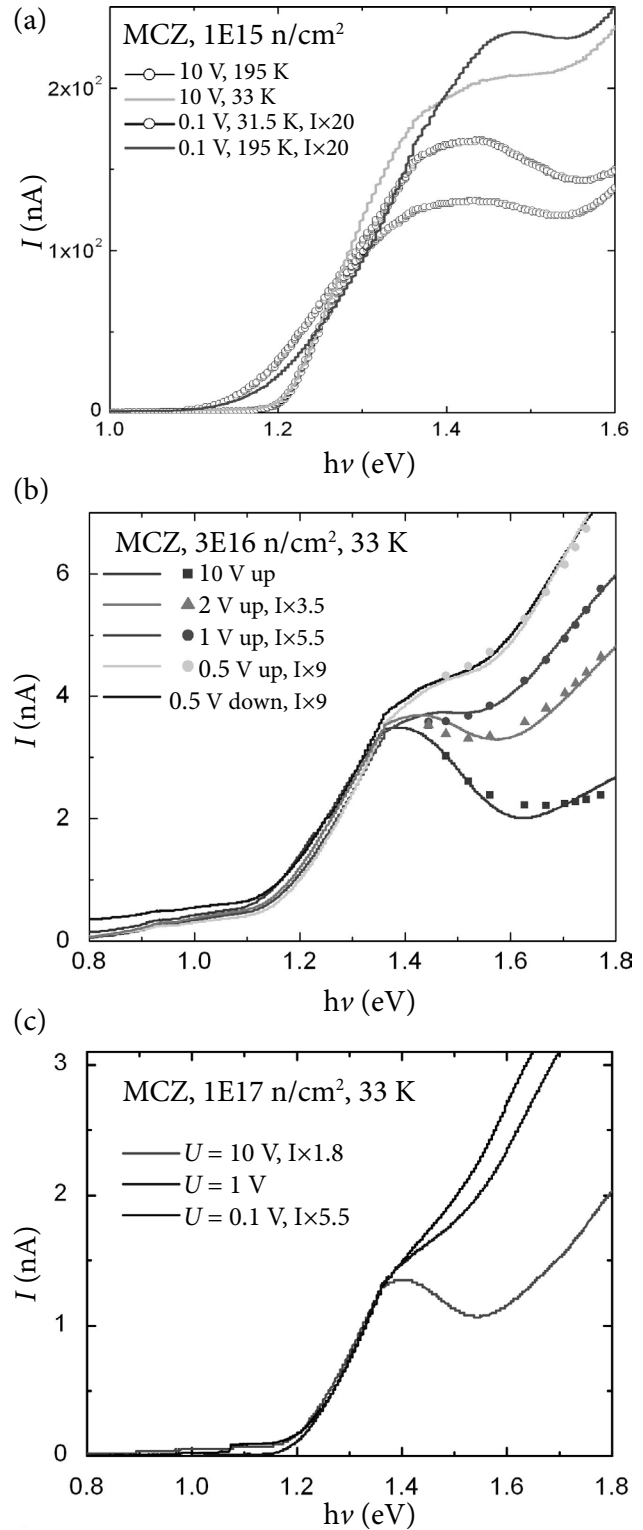 (a)
MCZ, 1E15 n/cm²
10 V, 195 K
10 V, 33 K
0.1 V, 31.5 K, I×20
0.1 V, 195 K, I×20
I (nA)
2x10²
1x10²
0
1.0 1.2 1.4 1.6
hν (eV)
(b)
MCZ, 3E16 n/cm², 33 K
10 V up
2 V up, I×3.5
1 V up, I×5.5
0.5 V up, I×9
0.5 V down, I×9
I (nA)
6
4
2
0
0.8 1.0 1.2 1.4 1.6 1.8
hν (eV)
(c)
MCZ, 1E17 n/cm², 33 K
U = 10 V, I×1.8
U = 1 V
U = 0.1 V, I×5.5
I (nA)
3
2
1
0
0.8 1.0 1.2 1.4 1.6 1.8
hν (eV)